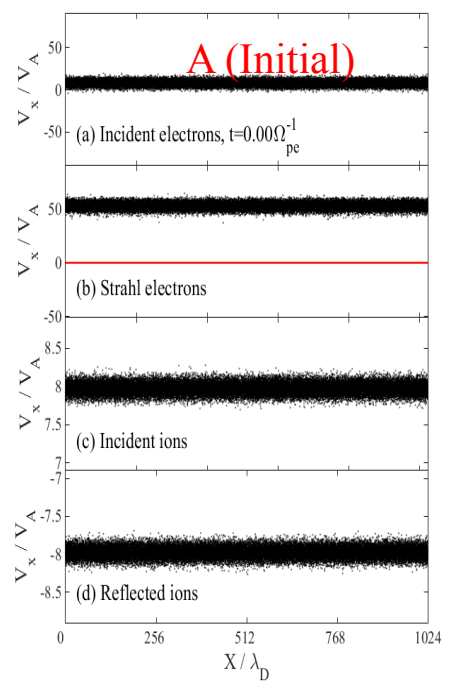 A (Initial)
50
0
-50
V_x / V_A
(a) Incident electrons, t=0.00Ω_pe^-1
50
0
-50
V_x / V_A
(b) Strahl electrons
8.5
8
7.5
7
V_x / V_A
(c) Incident ions
-7
-7.5
-8
-8.5
V_x / V_A
(d) Reflected ions
0 256 512 768 1024
X / λ_D